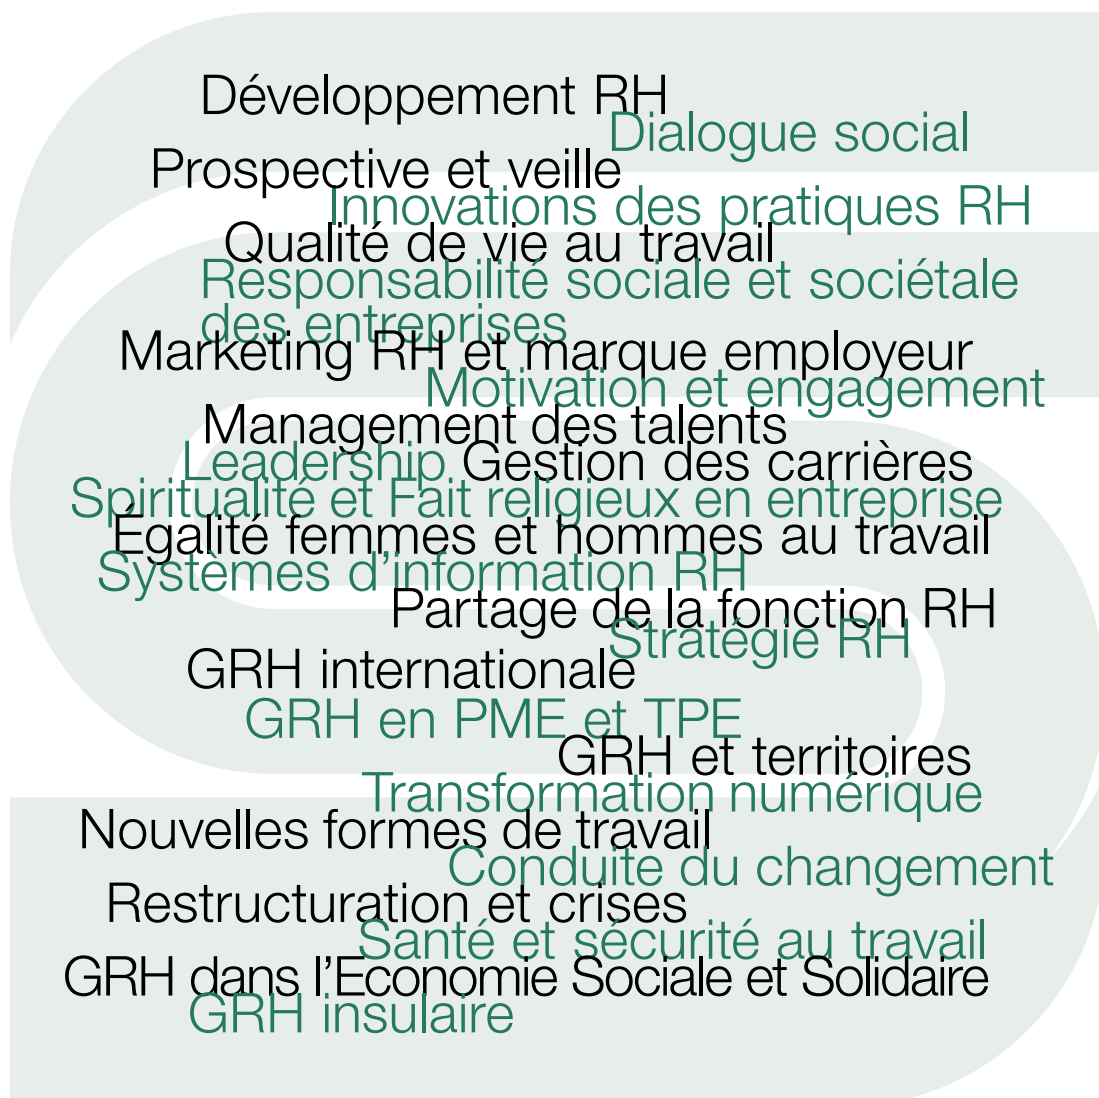 Développement RH
Dialogue social
Prospective et veille
Innovations des pratiques RH
Qualité de vie au travail
Responsabilité sociale et sociétale
des entreprises
Marketing RH et marque employeur
Motivation et engagement
Management des talents
Leadership Gestion des carrières
Spiritualité et Fait religieux en entreprise
Égalité femmes et hommes au travail
Systèmes d’information RH
Partage de la fonction RH
Stratégie RH
GRH internationale
GRH en PME et TPE
GRH et territoires
Transformation numérique
Nouvelles formes de travail
Conduite du changement
Restructuration et crises
Santé et sécurité au travail
GRH dans l’Economie Sociale et Solidaire
GRH insulaire